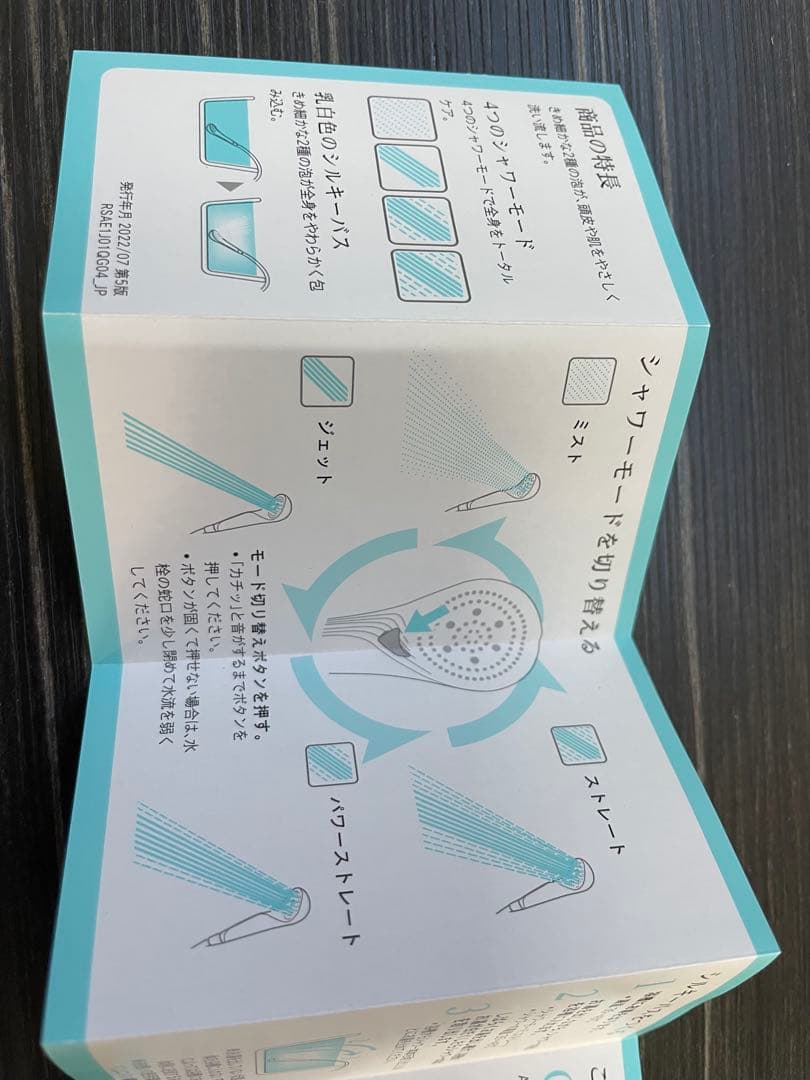 商品の特長
きめ細かな2種の泡が、頭皮や肌をやさしく
洗い流します。
4つのシャワーモード
4つのシャワーモードで全身をトータル
ケア。
乳白色のシルキーバス
きめ細かな2種の泡が全身をやわらかく包
み込む。
発行年月 2022/07 第5版
RSAE1J01QG04_JP
シャワーモードを切り替える
ミスト
ジェット
ストレート
パワーストレート
モード切り替えボタンを押す。
・「カチッ」と音がするまでボタンを
押してください。
・ボタンが固くて押せない場合は、水
栓の蛇口を少し閉めて水流を弱く
してください。
1
2
3